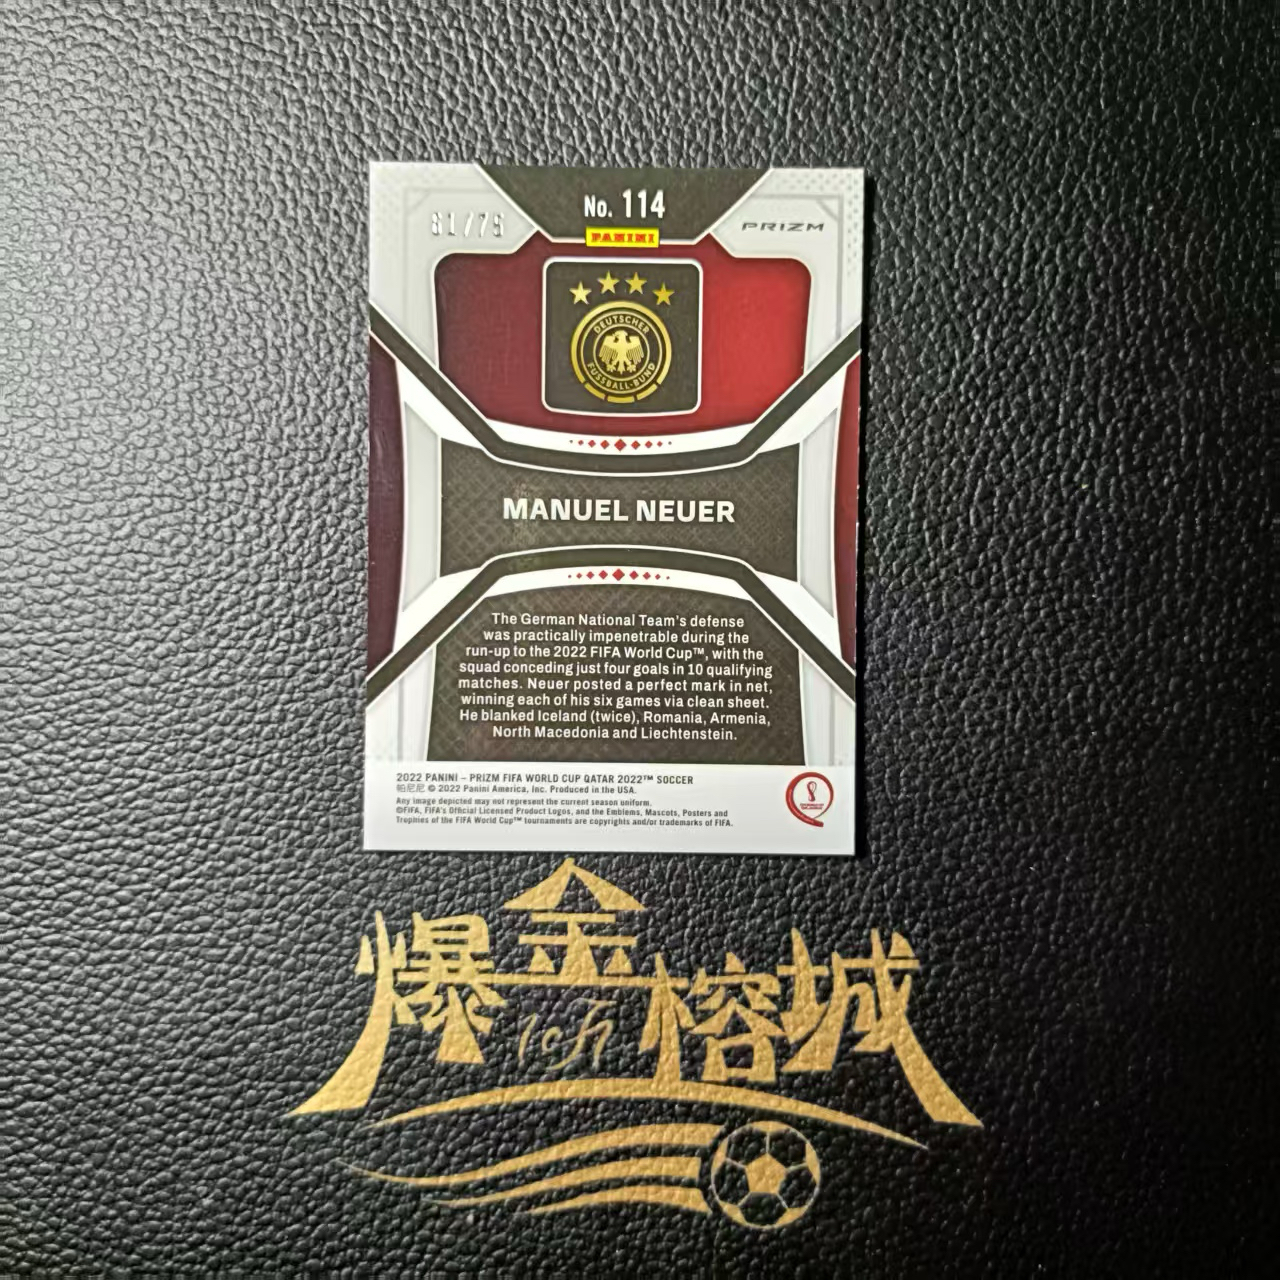 No. 114
61/75
PANINI
PRIZM
DEUTSCHER
FUSSBALL-BUND
MANUEL NEUER
The German National Team's defense
was practically impenetrable during the
run-up to the 2022 FIFA World Cup™, with the
squad conceding just four goals in 10 qualifying
matches. Neuer posted a perfect mark in net,
winning each of his six games via clean sheet.
He blanked Iceland (twice), Romania, Armenia,
North Macedonia and Liechtenstein.
2022 PANINI – PRIZM FIFA WORLD CUP QATAR 2022™ SOCCER
帕尼尼 © 2022 Panini America, Inc. Produced in the USA.
Any image depicted may not represent the current season uniform.
©FIFA, FIFA's Official Licensed Product Logos, and the Emblems, Mascots, Posters and
Trophies of the FIFA World Cup™ tournaments are copyrights and/or trademarks of FIFA.
爆金榕城